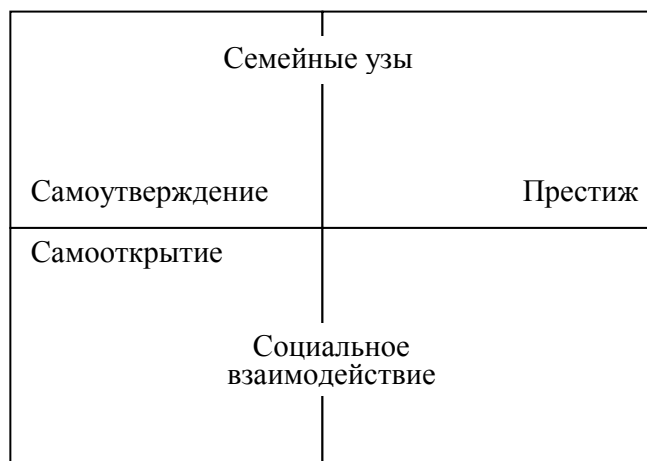 Семейные узы
Самоутверждение
Престиж
Самооткрытие
Социальное
взаимодействие